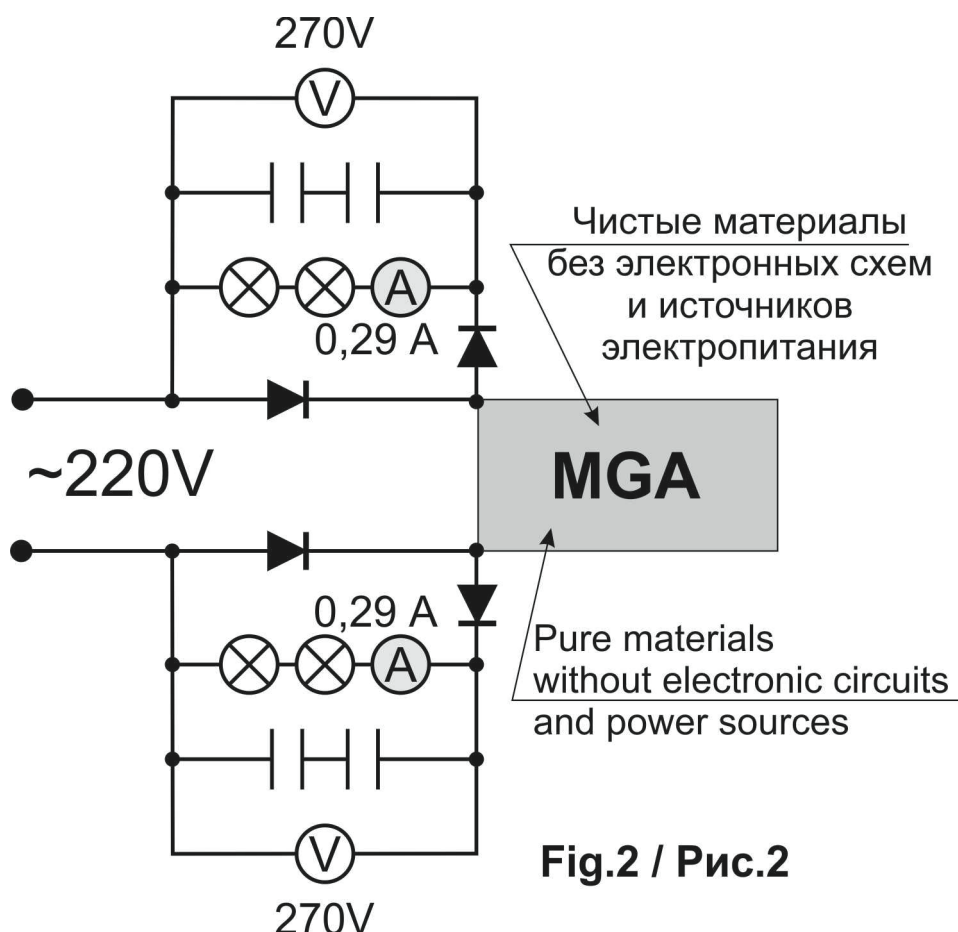 270V
V
A
0,29 A
Чистые материалы
без электронных схем
и источников
электропитания
~220V
MGA
0,29 A
A
Pure materials
without electronic circuits
and power sources
V
270V
Fig.2 / Рис.2